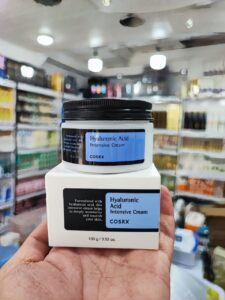 Hyaluronic Acid
Intensive Cream
COSRX
Formulated with
hyaluronic acid this
intensive cream helps
to deeply moisturize
and nourish
your skin.
Hyaluronic
Acid
Intensive Cream
COSRX
100 g / 3.53 oz.